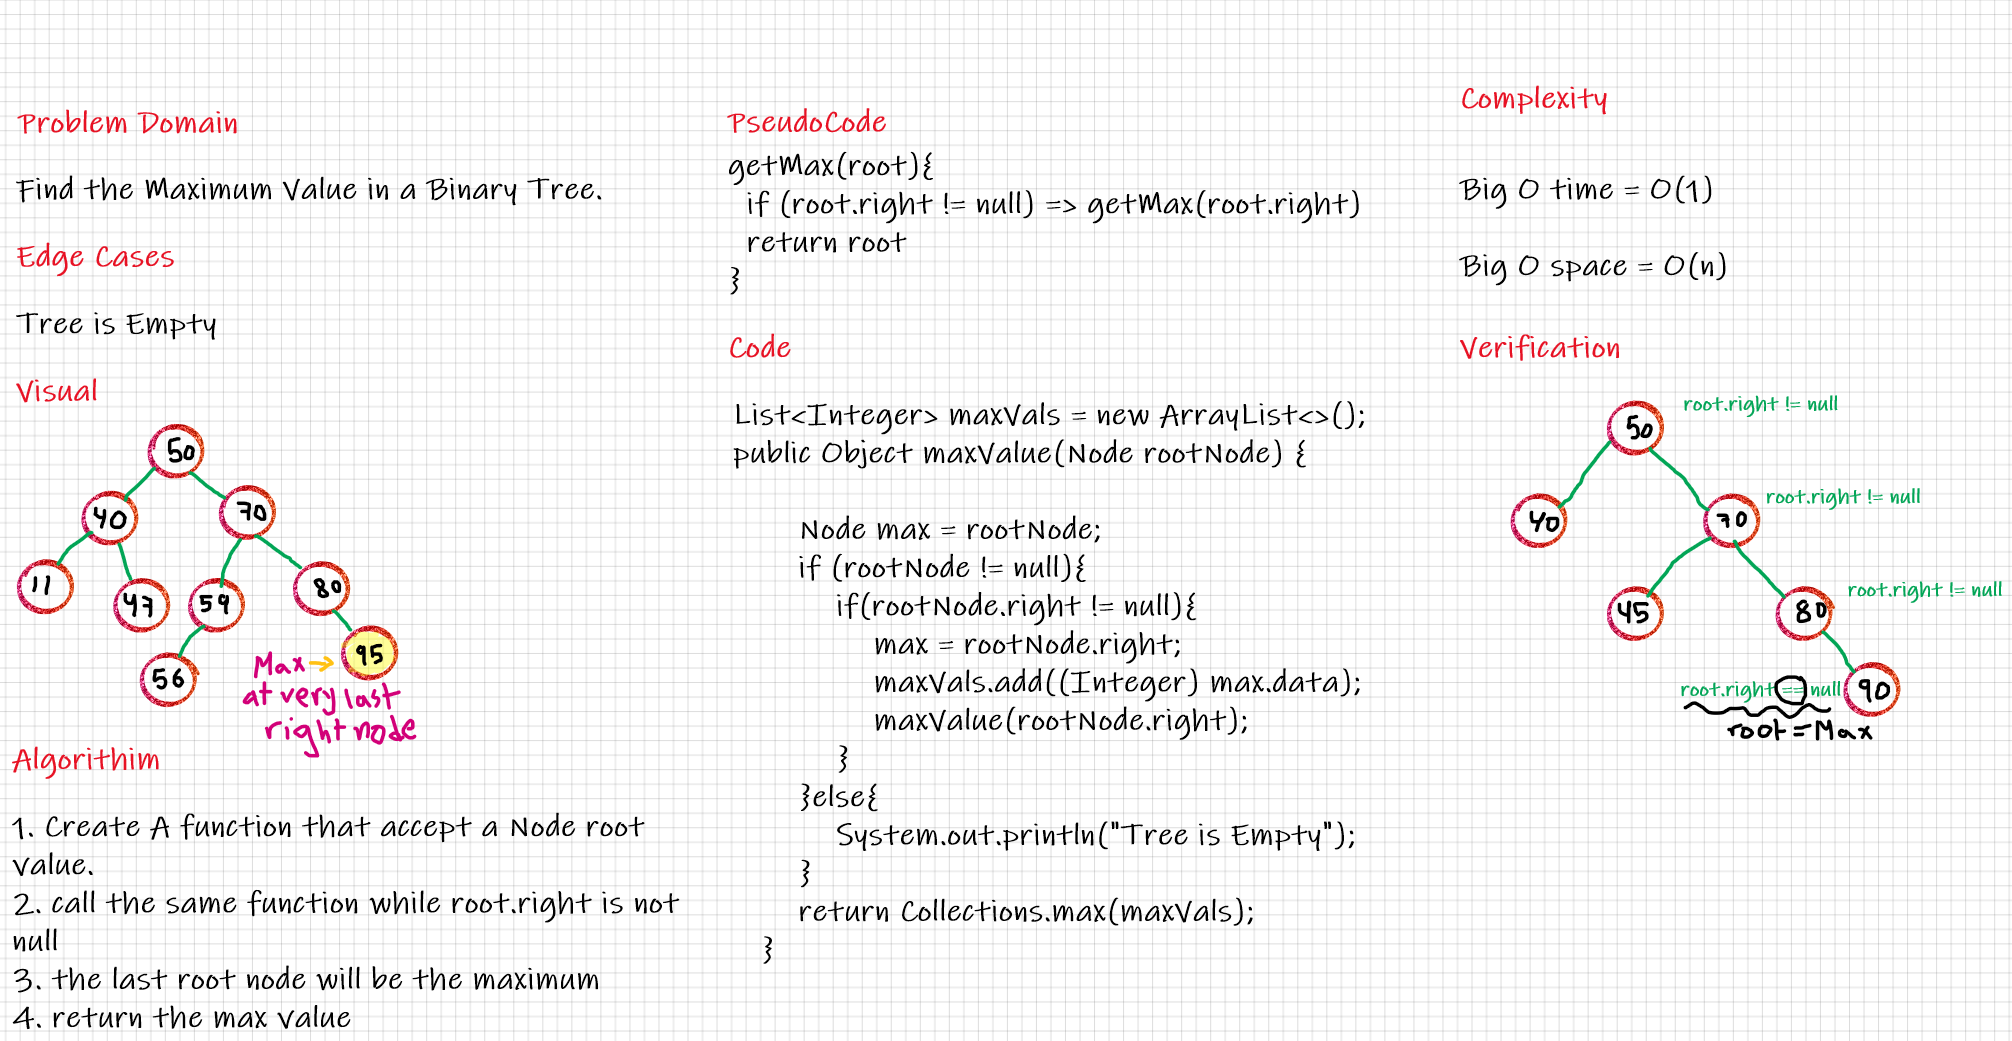 Problem Domain
Find the Maximum Value in a Binary Tree.
Edge Cases
Tree is Empty
Visual
50
40
70
11
47
59
80
56
95
Max →
at very last
right node
Algorithim
1. Create A function that accept a Node root
value.
2. call the same function while root.right is not
null
3. the last root node will be the maximum
4. return the max value
PseudoCode
getMax(root){
if (root.right != null) => getMax(root.right)
return root
}
Code
List<Integer> maxVals = new ArrayList<>();
public Object maxValue(Node rootNode) {
Node max = rootNode;
if (rootNode != null){
if(rootNode.right != null){
max = rootNode.right;
maxVals.add((Integer) max.data);
maxValue(rootNode.right);
}
}else{
System.out.println("Tree is Empty");
}
return Collections.max(maxVals);
}
Complexity
Big O time = O(1)
Big O space = O(n)
Verification
root.right != null
50
root.right != null
40
70
root.right != null
45
80
root.right == null
90
root = Max